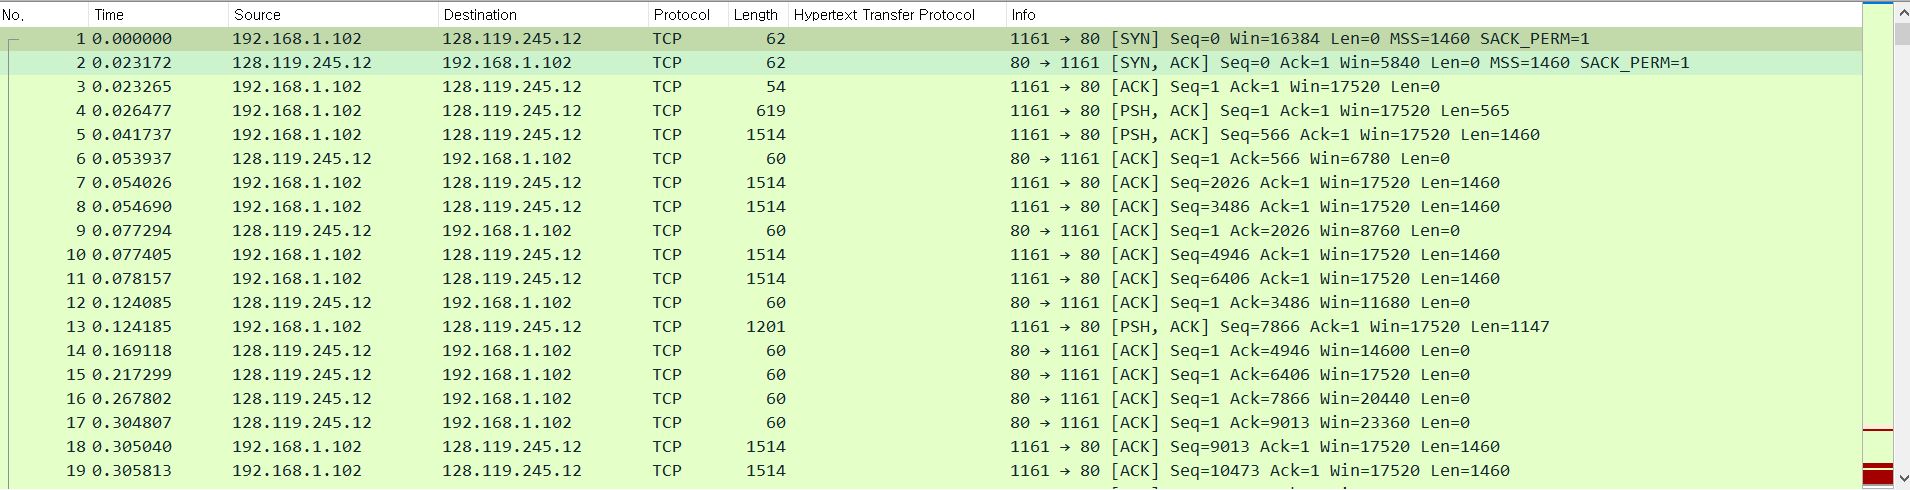 No. Time Source Destination Protocol Length Hypertext Transfer Protocol Info
1 0.000000 192.168.1.102 128.119.245.12 TCP 62 1161 → 80 [SYN] Seq=0 Win=16384 Len=0 MSS=1460 SACK_PERM=1
2 0.023172 128.119.245.12 192.168.1.102 TCP 62 80 → 1161 [SYN, ACK] Seq=0 Ack=1 Win=5840 Len=0 MSS=1460 SACK_PERM=1
3 0.023265 192.168.1.102 128.119.245.12 TCP 54 1161 → 80 [ACK] Seq=1 Ack=1 Win=17520 Len=0
4 0.026477 192.168.1.102 128.119.245.12 TCP 619 1161 → 80 [PSH, ACK] Seq=1 Ack=1 Win=17520 Len=565
5 0.041737 192.168.1.102 128.119.245.12 TCP 1514 1161 → 80 [PSH, ACK] Seq=566 Ack=1 Win=17520 Len=1460
6 0.053937 128.119.245.12 192.168.1.102 TCP 60 80 → 1161 [ACK] Seq=1 Ack=566 Win=6780 Len=0
7 0.054026 192.168.1.102 128.119.245.12 TCP 1514 1161 → 80 [ACK] Seq=2026 Ack=1 Win=17520 Len=1460
8 0.054690 192.168.1.102 128.119.245.12 TCP 1514 1161 → 80 [ACK] Seq=3486 Ack=1 Win=17520 Len=1460
9 0.077294 128.119.245.12 192.168.1.102 TCP 60 80 → 1161 [ACK] Seq=1 Ack=2026 Win=8760 Len=0
10 0.077405 192.168.1.102 128.119.245.12 TCP 1514 1161 → 80 [ACK] Seq=4946 Ack=1 Win=17520 Len=1460
11 0.078157 192.168.1.102 128.119.245.12 TCP 1514 1161 → 80 [ACK] Seq=6406 Ack=1 Win=17520 Len=1460
12 0.124085 128.119.245.12 192.168.1.102 TCP 60 80 → 1161 [ACK] Seq=1 Ack=3486 Win=11680 Len=0
13 0.124185 192.168.1.102 128.119.245.12 TCP 1201 1161 → 80 [PSH, ACK] Seq=7866 Ack=1 Win=17520 Len=1147
14 0.169118 128.119.245.12 192.168.1.102 TCP 60 80 → 1161 [ACK] Seq=1 Ack=4946 Win=14600 Len=0
15 0.217299 128.119.245.12 192.168.1.102 TCP 60 80 → 1161 [ACK] Seq=1 Ack=6406 Win=17520 Len=0
16 0.267802 128.119.245.12 192.168.1.102 TCP 60 80 → 1161 [ACK] Seq=1 Ack=7866 Win=20440 Len=0
17 0.304807 128.119.245.12 192.168.1.102 TCP 60 80 → 1161 [ACK] Seq=1 Ack=9013 Win=23360 Len=0
18 0.305040 192.168.1.102 128.119.245.12 TCP 1514 1161 → 80 [ACK] Seq=9013 Ack=1 Win=17520 Len=1460
19 0.305813 192.168.1.102 128.119.245.12 TCP 1514 1161 → 80 [ACK] Seq=10473 Ack=1 Win=17520 Len=1460